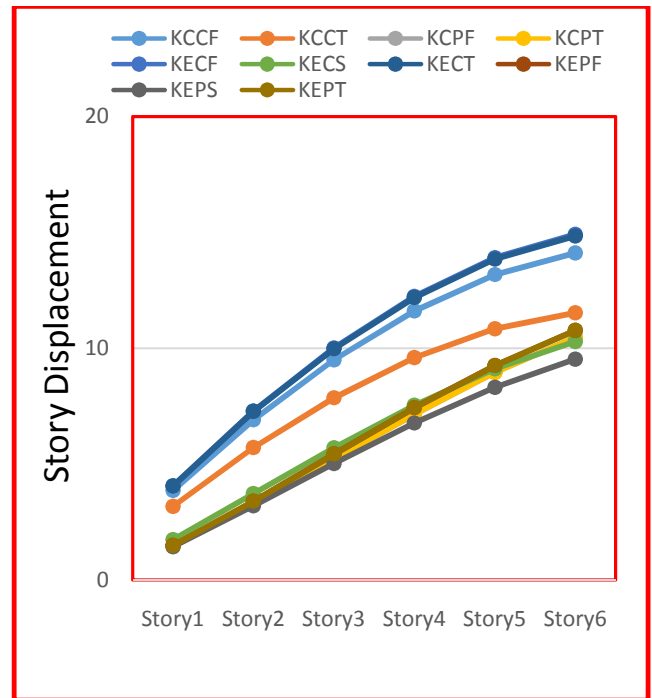 KCCF KCCT KCPF KCPT
KECF KECS KECT KEPF
KEPS KEPT
20
10
0
Story Displacement
Story1 Story2 Story3 Story4 Story5 Story6